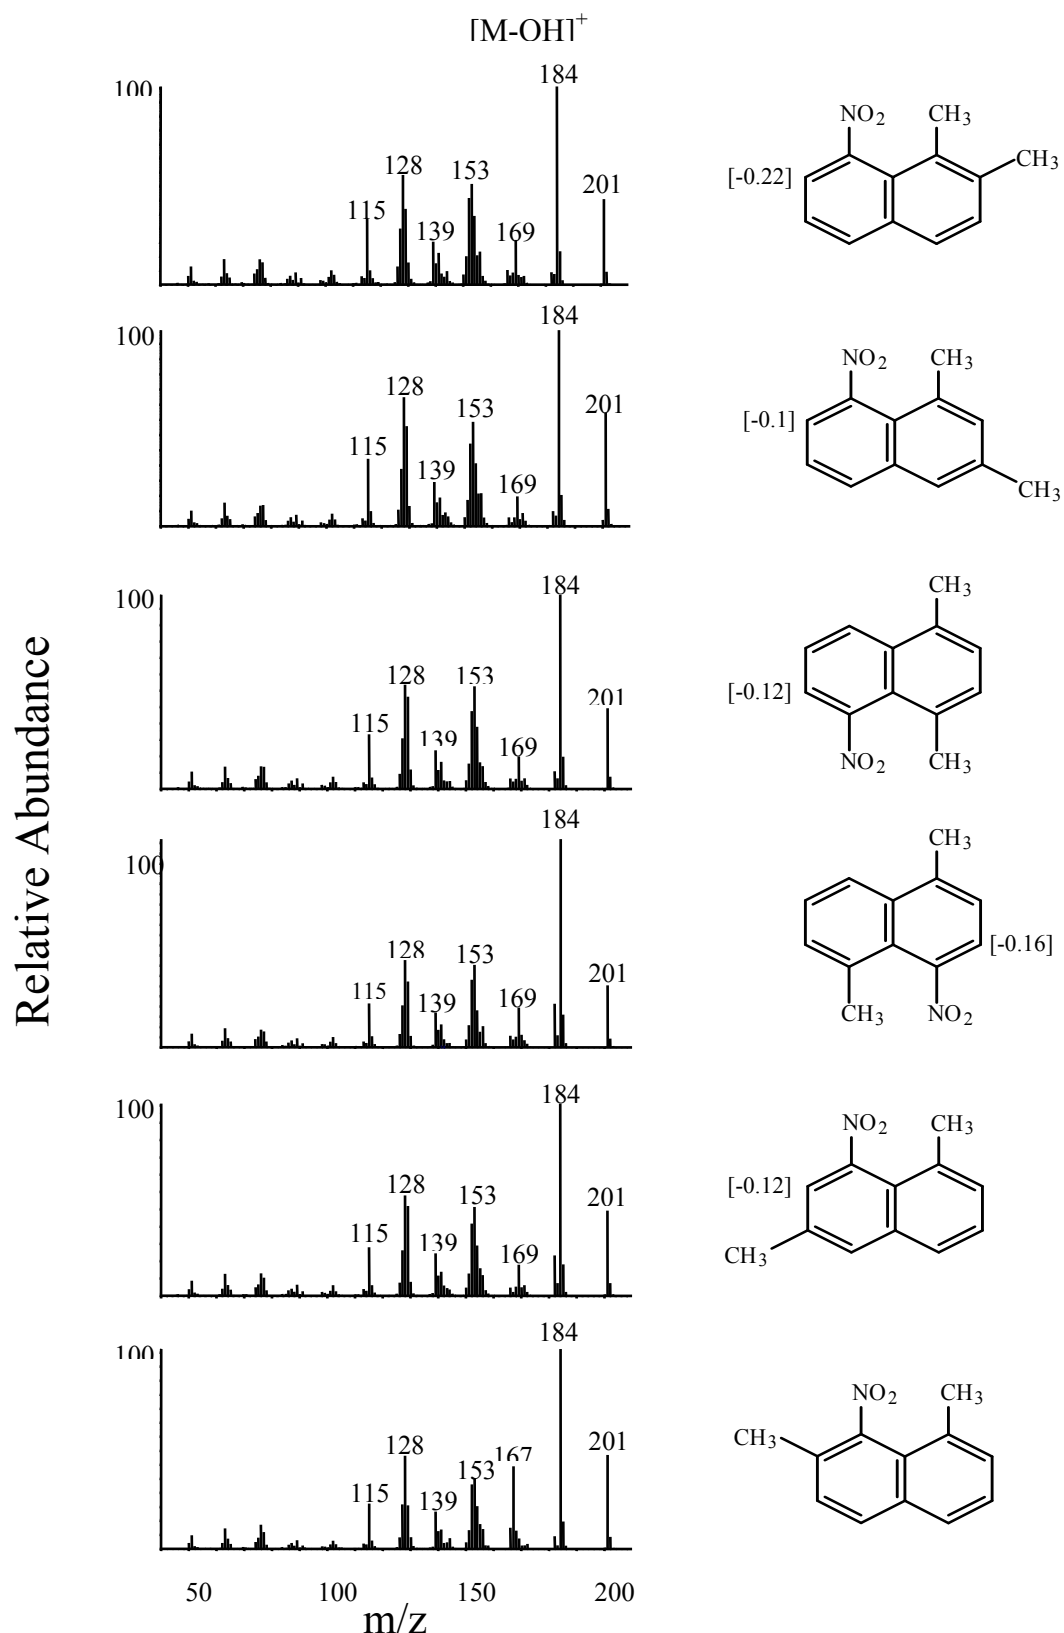 [M-OH]+
100
184
128
153
115
139
169
201
NO2
CH3
CH3
[-0.22]
100
184
128
153
115
139
169
201
NO2
CH3
[-0.1]
CH3
Relative Abundance
100
184
128
153
115
139
169
201
CH3
[-0.12]
NO2
CH3
100
184
128
153
115
139
169
201
CH3
[-0.16]
CH3
NO2
100
184
128
153
115
139
169
201
NO2
CH3
[-0.12]
CH3
100
184
128
153
167
115
139
201
NO2
CH3
CH3
50 100 150 200
m/z